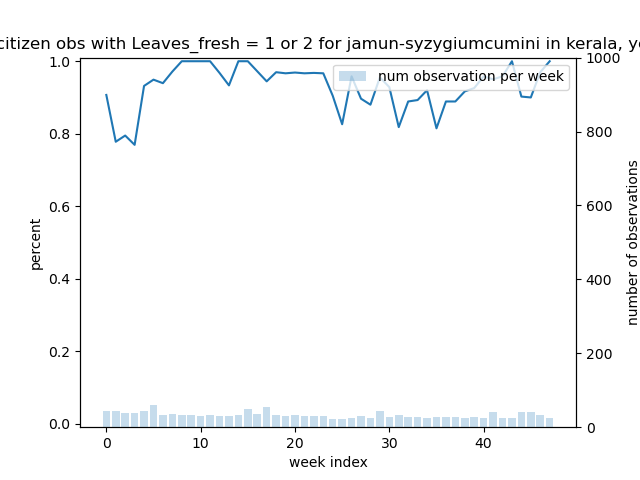 citizen obs with Leaves_fresh = 1 or 2 for jamun-syzygiumcumini in kerala,
num observation per week
1.0
0.8
0.6
0.4
0.2
0.0
percent
1000
800
600
400
200
0
number of observations
0 10 20 30 40
week index